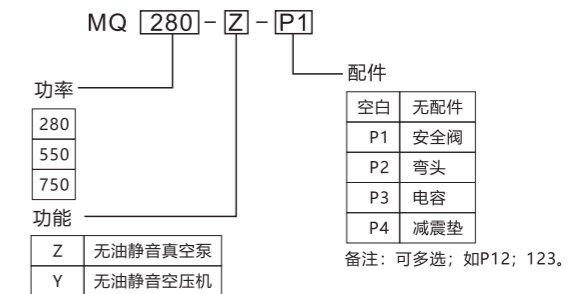 MQ 280 - Z - P1
功率
280
550
750
功能
Z 无油静音真空泵
Y 无油静音空压机
配件
空白 无配件
P1 安全阀
P2 弯头
P3 电容
P4 减震垫
备注：可多选；如P12；123。